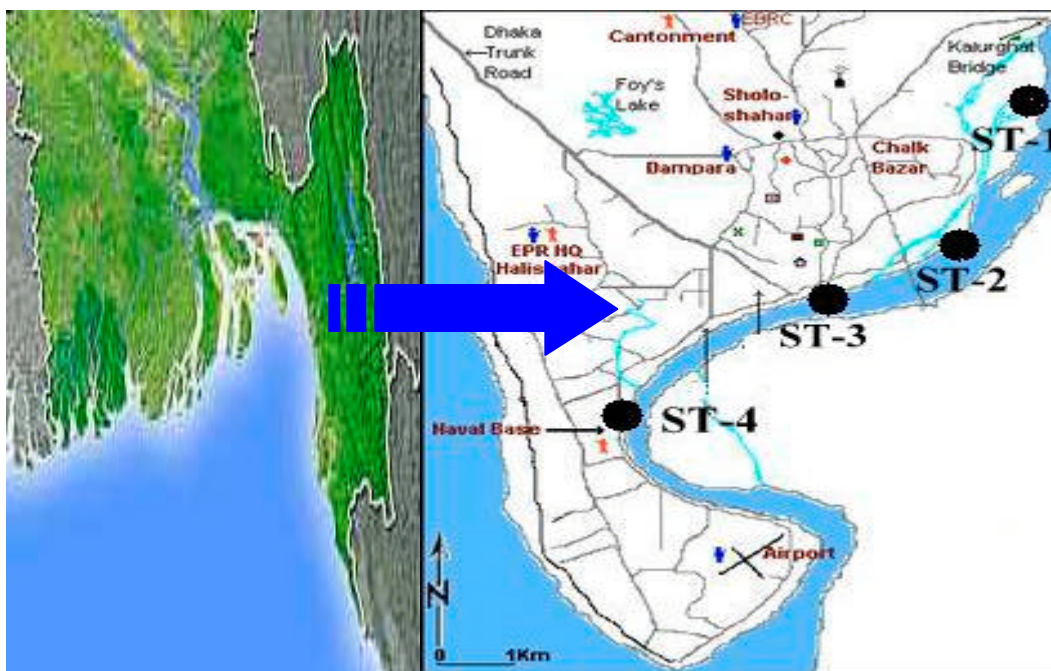 Dhaka
Trunk
Road
Cantonment
EBRC
Kalurghat
Bridge
Foy's
Lake
Sholo-
shahar
ST-1
Dampara
Chalk
Bazar
EPR HQ
Halishahar
ST-2
ST-3
ST-4
Naval Base
Airport
N
0 1Km